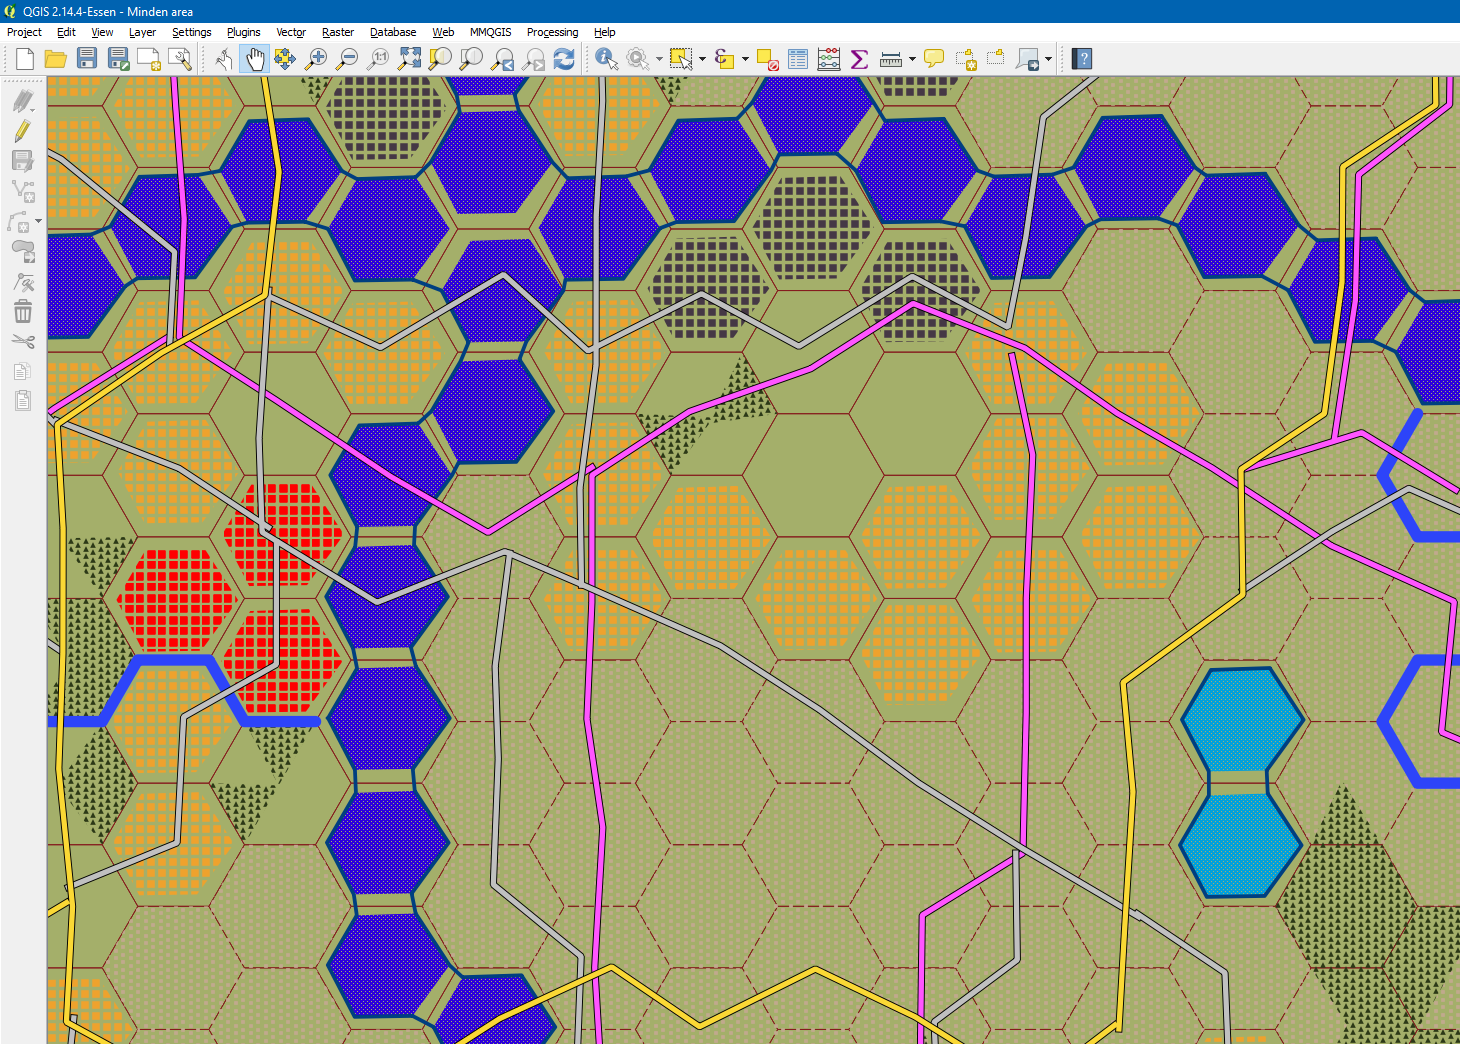 QGIS 2.14.4-Essen - Minden area
Project Edit View Layer Settings Plugins Vector Raster Database Web MMQGIS Processing Help